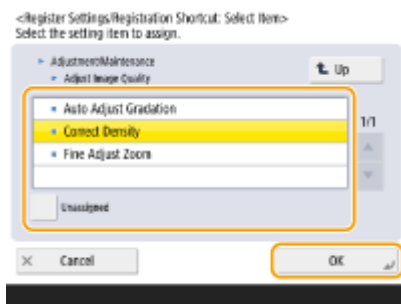 <Register Settings/Registration Shortcut: Select Item>
Select the setting item to assign.
Adjustment/Maintenance
Up
Adjust Image Quality
Auto Adjust Gradation
1/1
Correct Density
Fine Adjust Zoom
Unassigned
Cancel
OK